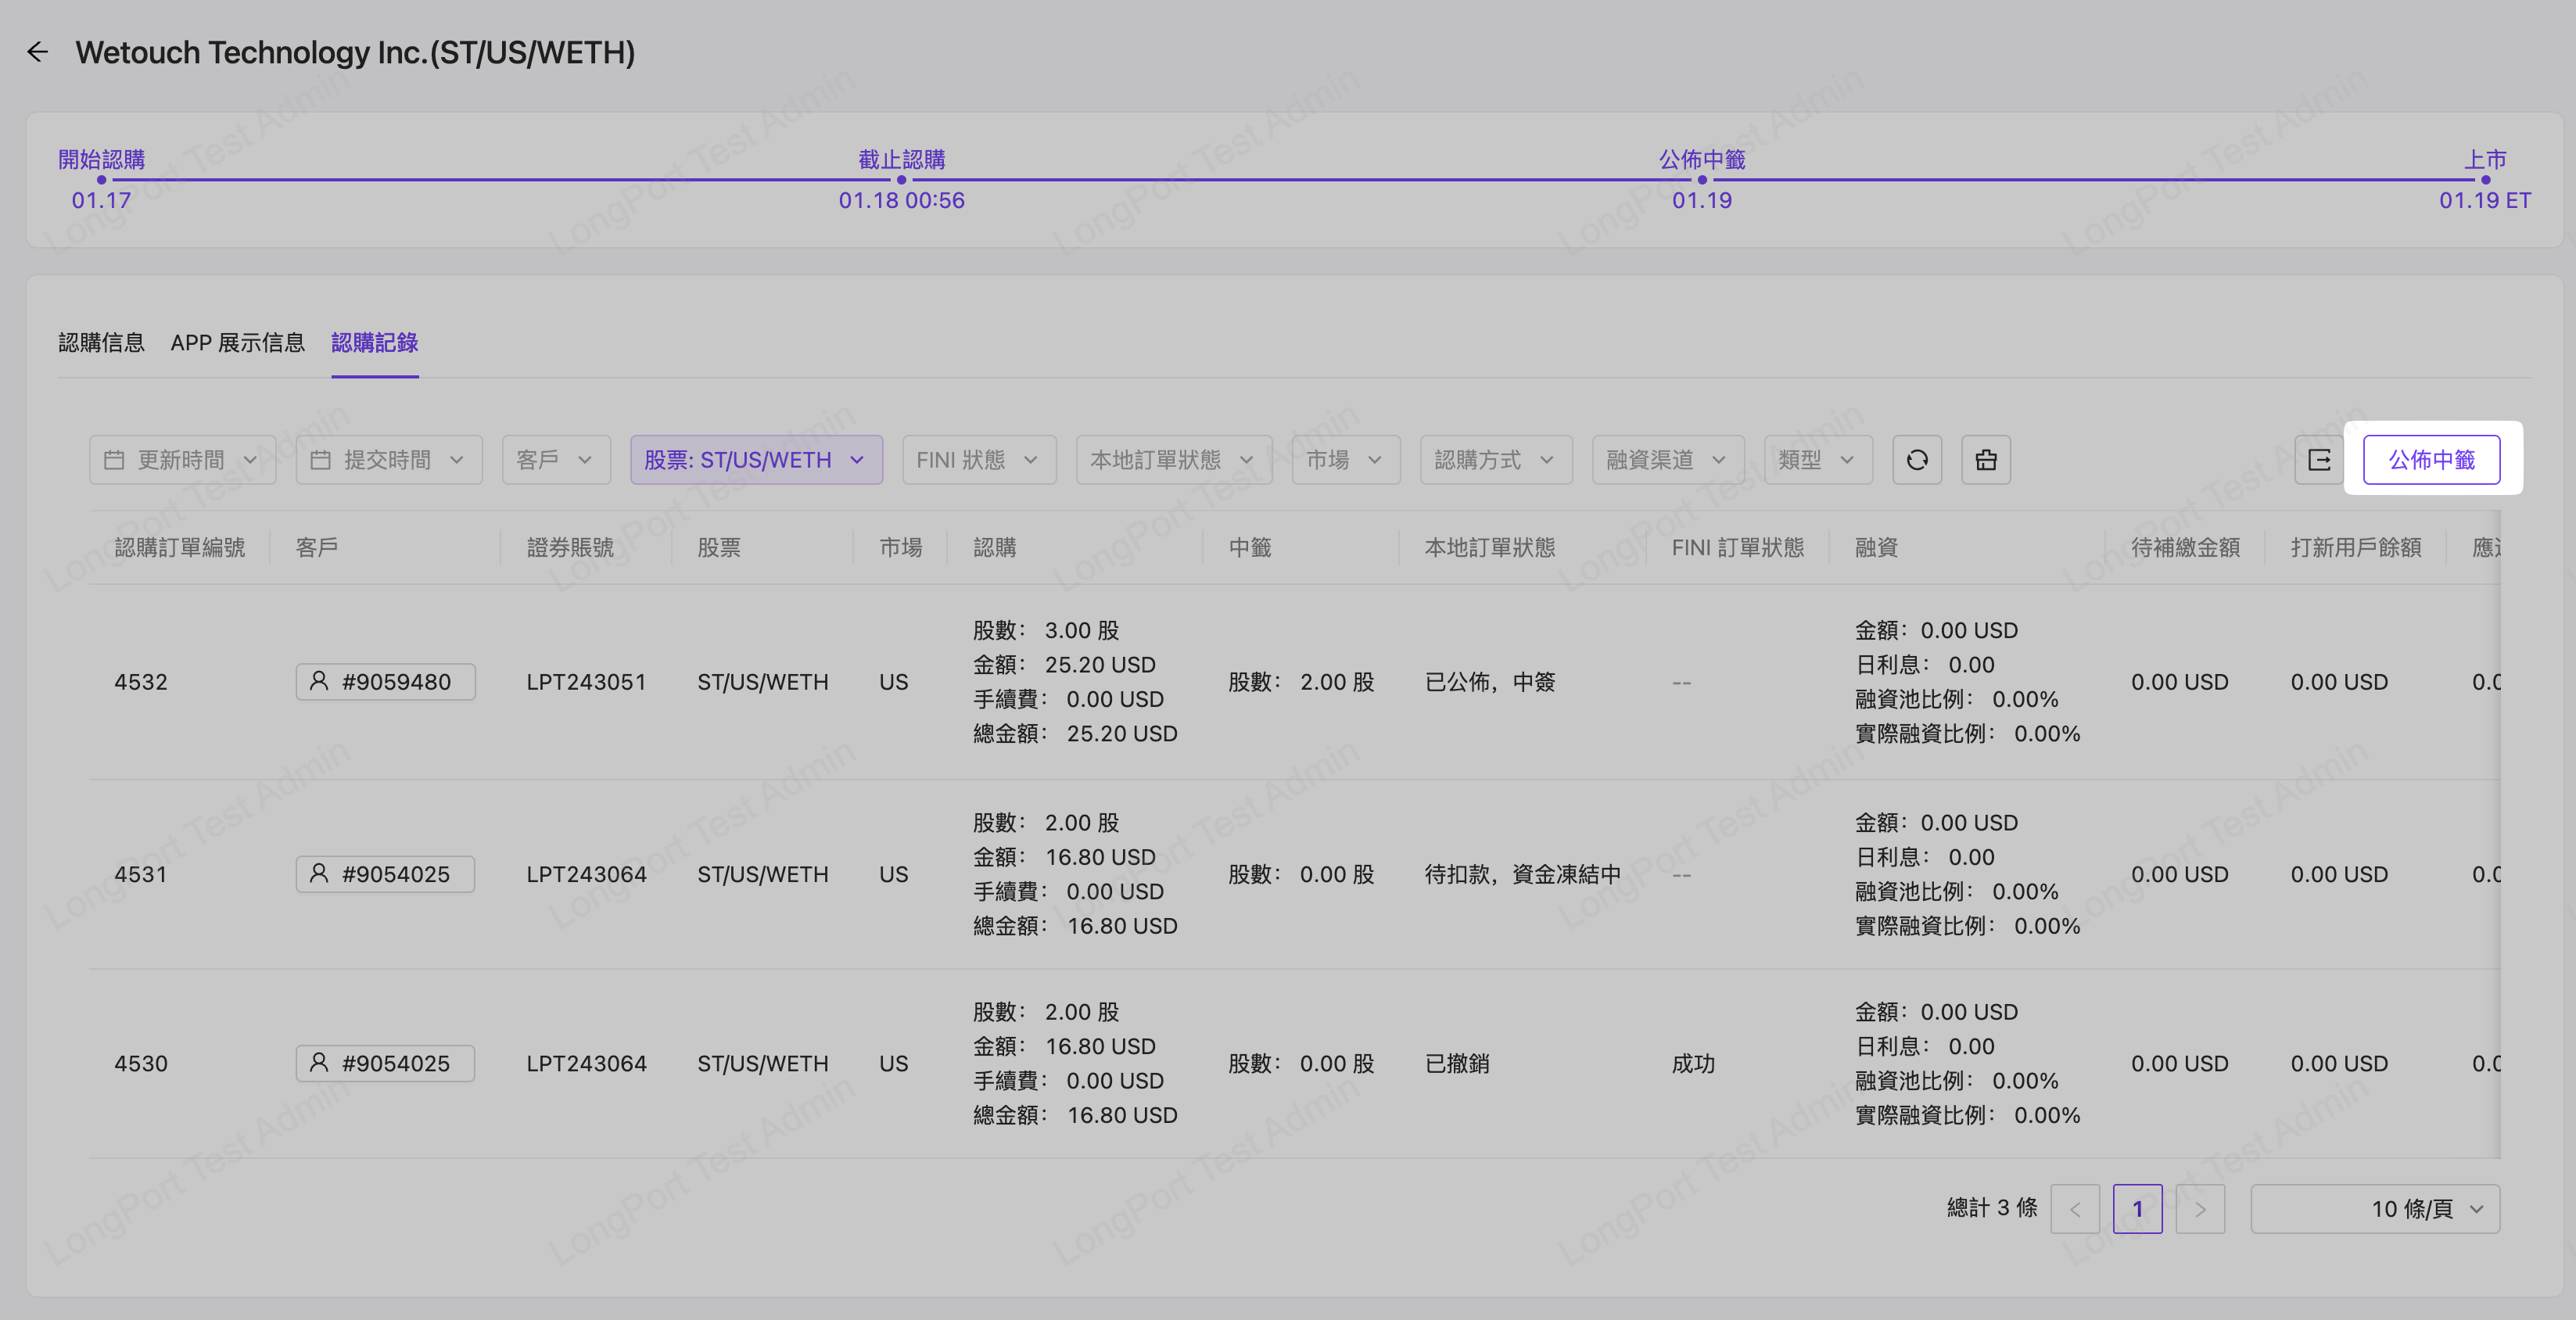 Wetouch Technology Inc.(ST/US/WETH)
開始認購 截止認購 公佈中籤 上市
01.17 01.18 00:56 01.19 01.19 ET
認購信息 APP 展示信息 認購記錄
更新時間 提交時間 客戶 股票: ST/US/WETH FINI 狀態 本地訂單狀態 市場 認購方式 融資渠道 類型 公佈中籤
認購訂單編號 客戶 證券賬號 股票 市場 認購 中籤 本地訂單狀態 FINI 訂單狀態 融資 待補繳金額 打新用戶餘額
股數： 3.00 股 金額：0.00 USD
金額： 25.20 USD 日利息： 0.00
4532 #9059480 LPT243051 ST/US/WETH US 股數： 2.00 股 已公佈，中簽 -- 0.00 USD 0.00 USD
手續費： 0.00 USD 融資池比例： 0.00%
總金額： 25.20 USD 實際融資比例： 0.00%
股數： 2.00 股 金額：0.00 USD
金額： 16.80 USD 日利息： 0.00
4531 #9054025 LPT243064 ST/US/WETH US 股數： 0.00 股 待扣款，資金凍結中 -- 0.00 USD 0.00 USD
手續費： 0.00 USD 融資池比例： 0.00%
總金額： 16.80 USD 實際融資比例： 0.00%
股數： 2.00 股 金額：0.00 USD
金額： 16.80 USD 日利息： 0.00
4530 #9054025 LPT243064 ST/US/WETH US 股數： 0.00 股 已撤銷 成功 0.00 USD 0.00 USD
手續費： 0.00 USD 融資池比例： 0.00%
總金額： 16.80 USD 實際融資比例： 0.00%
總計 3 條 < 1 > 10 條/頁
LongPort Test Admin